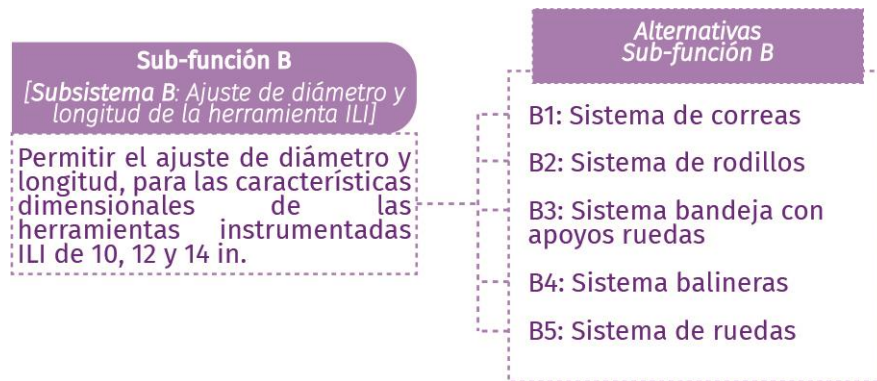 Sub-función B
[Subsistema B: Ajuste de diámetro y
longitud de la herramienta ILI]
Permitir el ajuste de diámetro y
longitud, para las características
dimensionales de las
herramientas instrumentadas
ILI de 10, 12 y 14 in.
Alternativas
Sub-función B
B1: Sistema de correas
B2: Sistema de rodillos
B3: Sistema bandeja con
apoyos ruedas
B4: Sistema balineras
B5: Sistema de ruedas